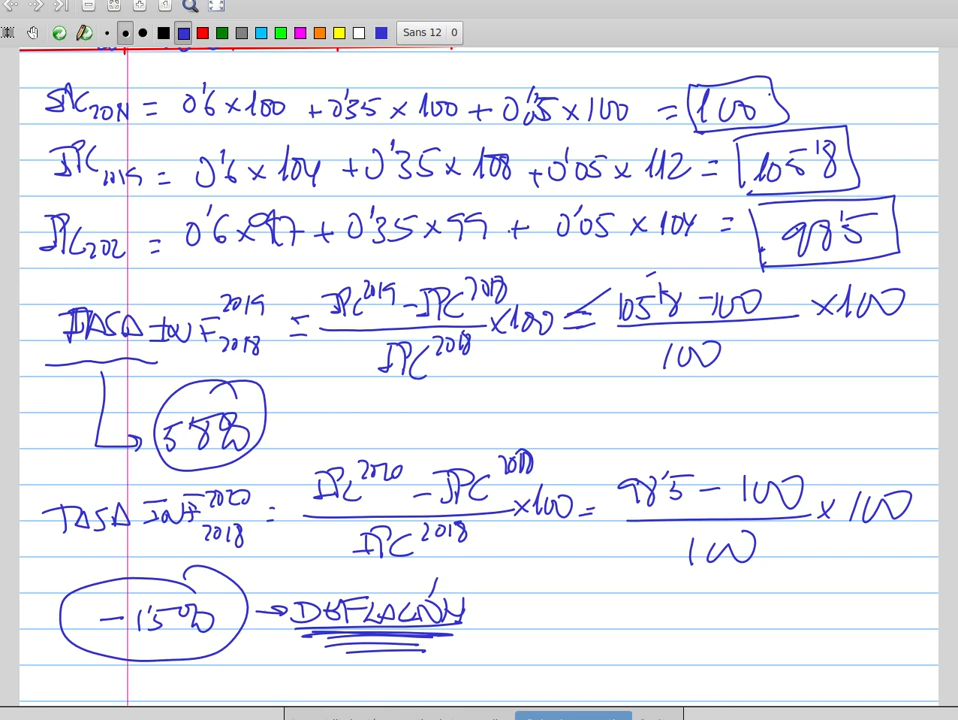 Sans 12 0
IPC2018 = 0'6 x 100 + 0'35 x 100 + 0'05 x 100 = 100
IPC2019 = 0'6 x 104 + 0'35 x 108 + 0'05 x 112 = 105'8
IPC202 = 0'6 x 97 + 0'35 x 99 + 0'05 x 104 = 98'5
TASA INF 2019 2018 = IPC2019 - IPC2018 / IPC2018 x 100 = 105'8 - 100 / 100 x 100
5'8%
TASA INF 2020 2018 = IPC2020 - IPC2018 / IPC2018 x 100 = 98'5 - 100 / 100 x 100
- 1'5% → DEFLACIÓN